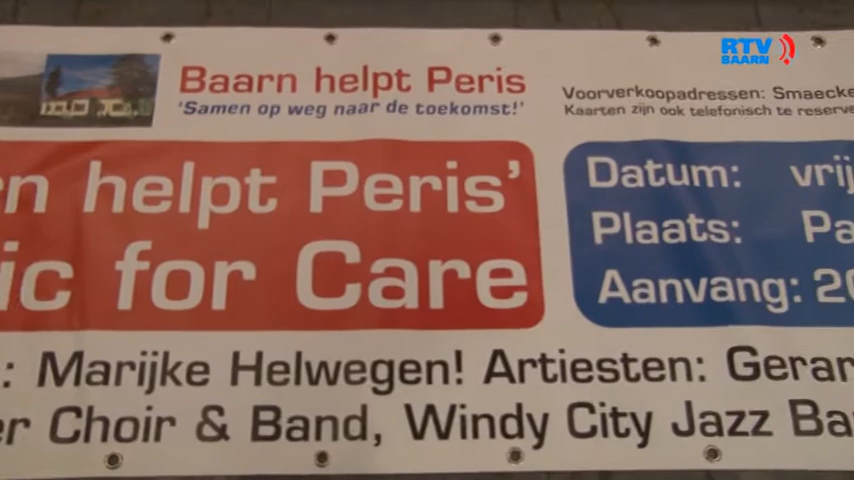 RTV
BAARN
Baarn helpt Peris
'Samen op weg naar de toekomst!'
Voorverkoopadressen: Smaecke
Kaarten zijn ook telefonisch te reserve
n helpt Peris'
ic for Care
Datum: vrij
Plaats: Pa
Aanvang: 20
: Marijke Helwegen! Artiesten: Gerar
er Choir & Band, Windy City Jazz Ba